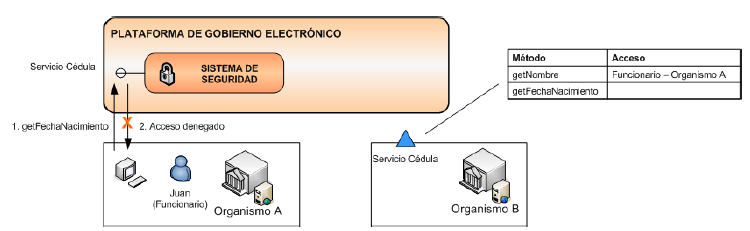 PLATAFORMA DE GOBIERNO ELECTRÓNICO
Servicio Cédula
SISTEMA DE
SEGURIDAD
Método Acceso
getNombre Funcionario – Organismo A
getFechaNacimiento
1. getFechaNacimiento
2. Acceso denegado
Juan
(Funcionario)
Organismo A
Servicio Cédula
Organismo B